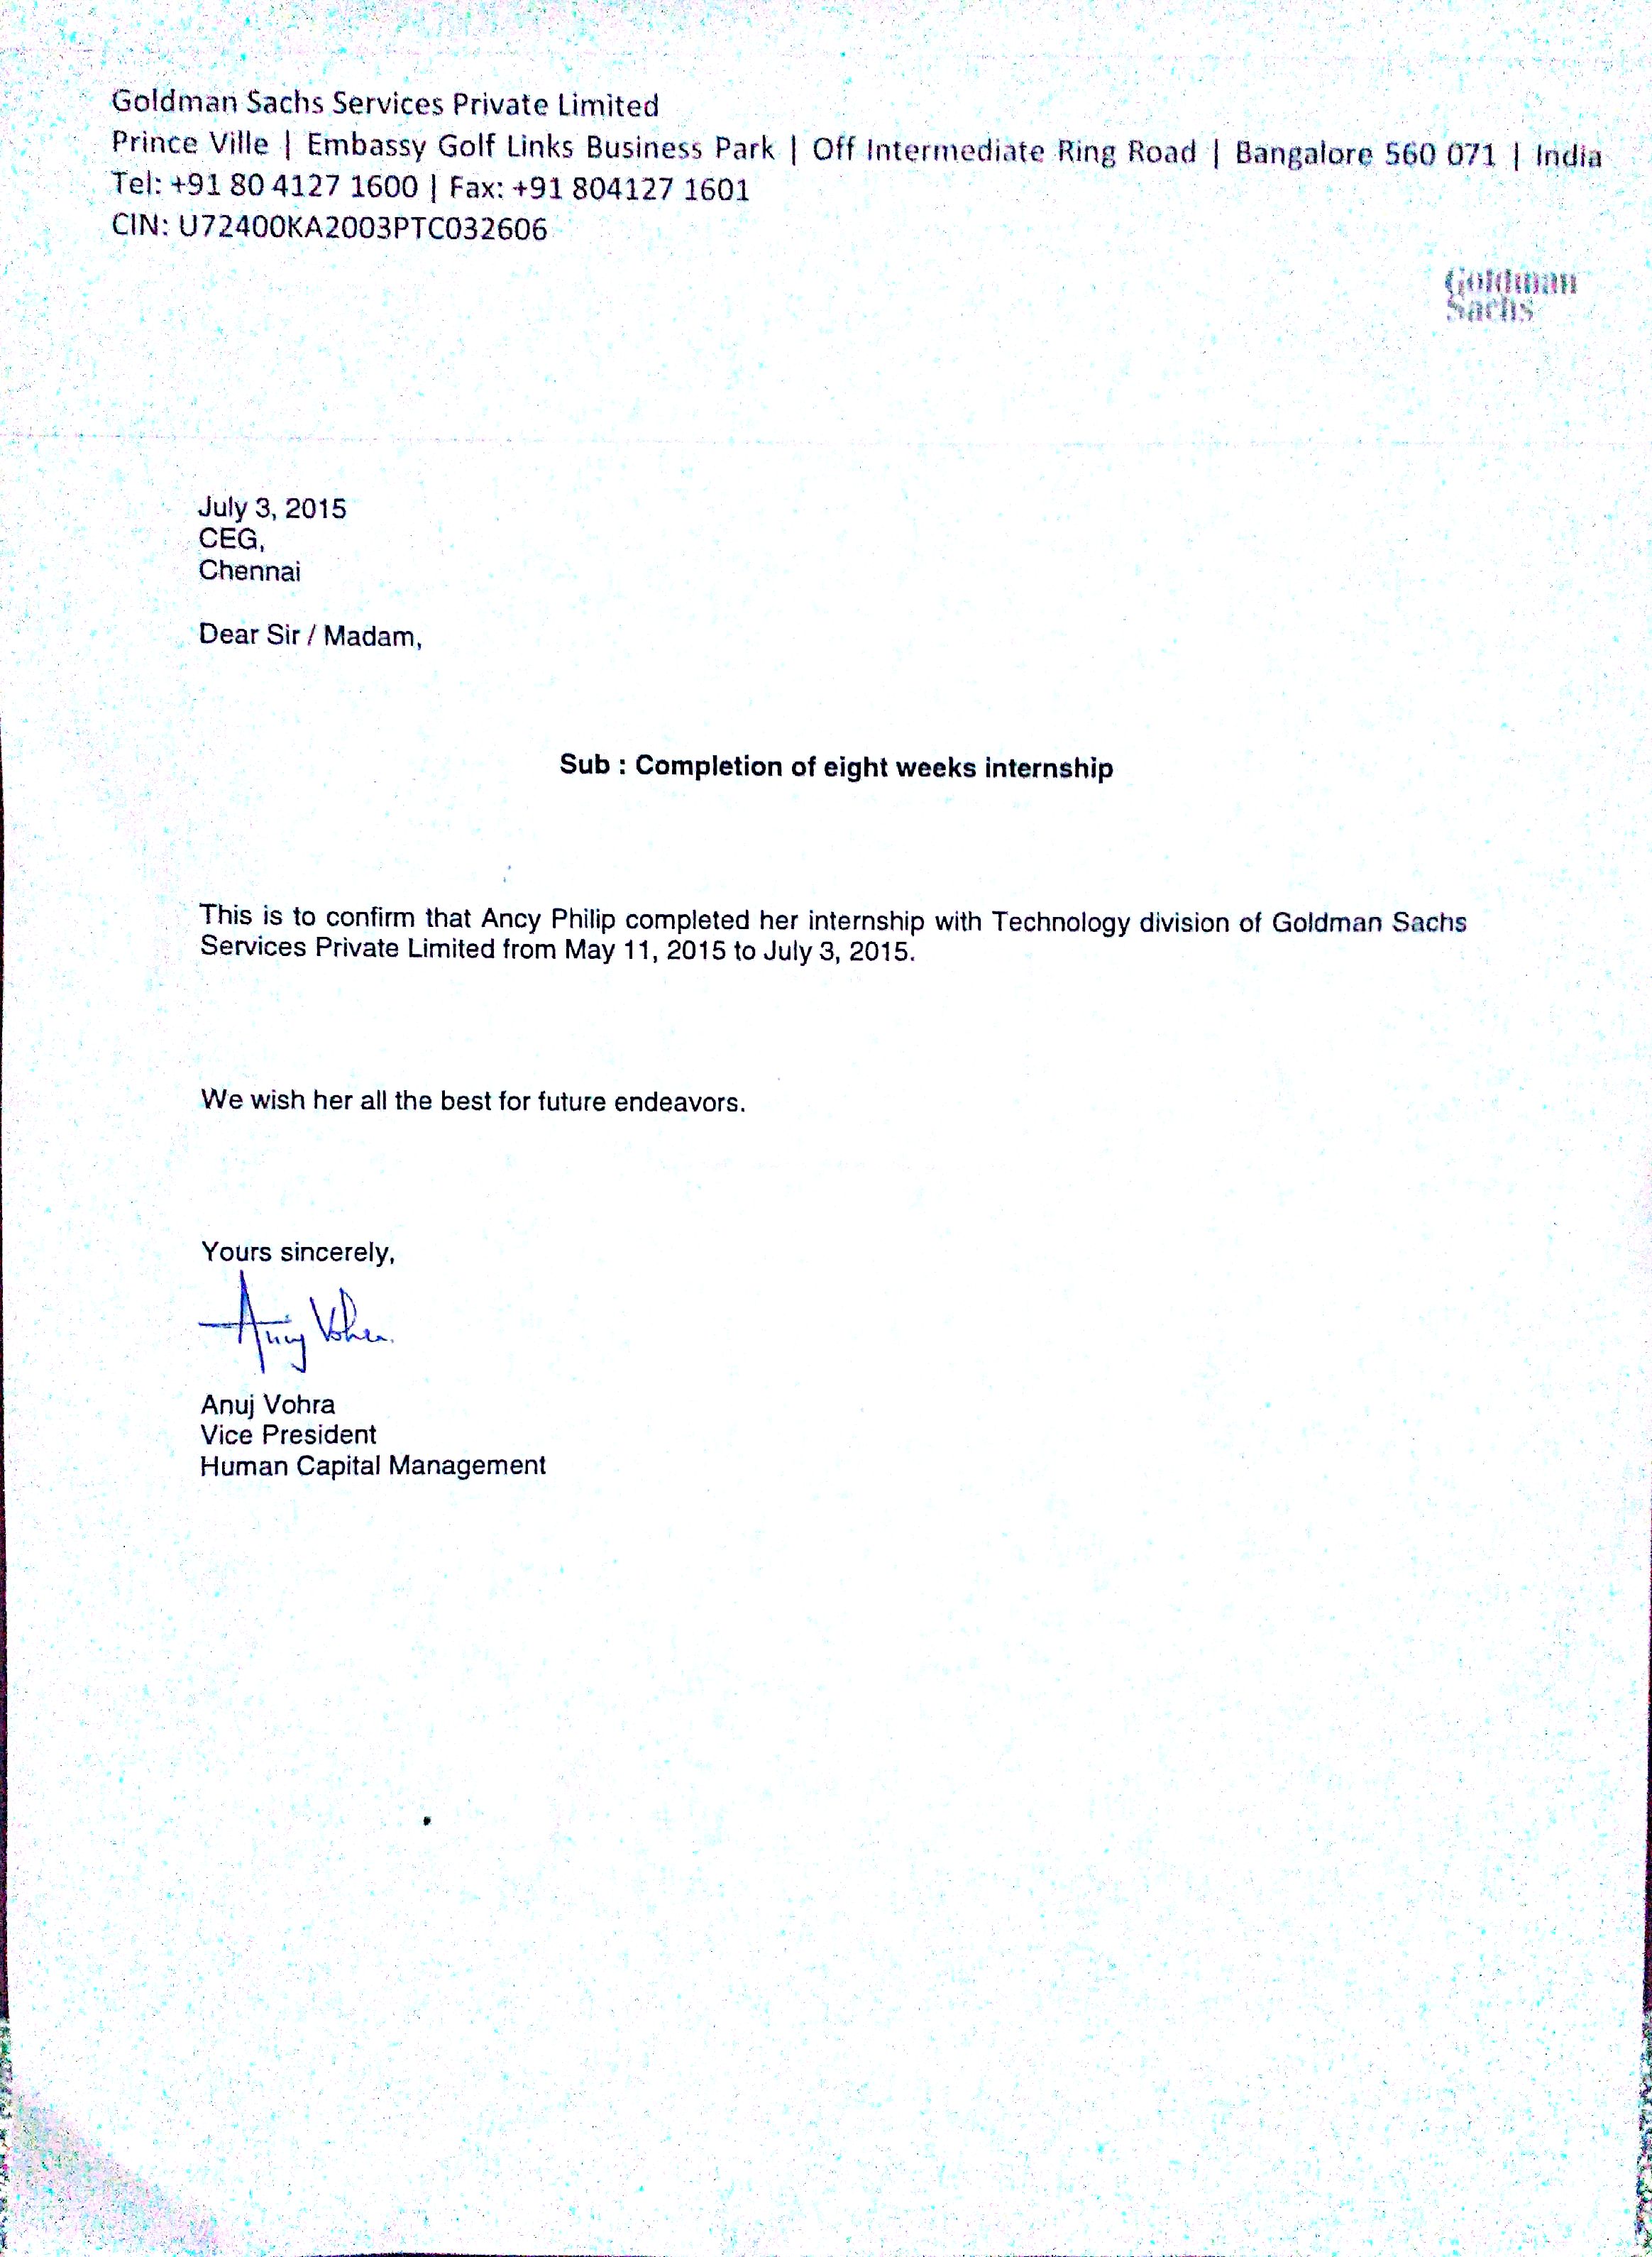 Goldman Sachs Services Private Limited
Prince Ville | Embassy Golf Links Business Park | Off Intermediate Ring Road | Bangalore 560 071 | India
Tel: +91 80 4127 1600 | Fax: +91 804127 1601
CIN: U72400KA2003PTC032606
Goldman
Sachs
July 3, 2015
CEG,
Chennai
Dear Sir / Madam,
Sub : Completion of eight weeks internship
This is to confirm that Ancy Philip completed her internship with Technology division of Goldman Sachs
Services Private Limited from May 11, 2015 to July 3, 2015.
We wish her all the best for future endeavors.
Yours sincerely,
Anuj Vohra
Anuj Vohra
Vice President
Human Capital Management